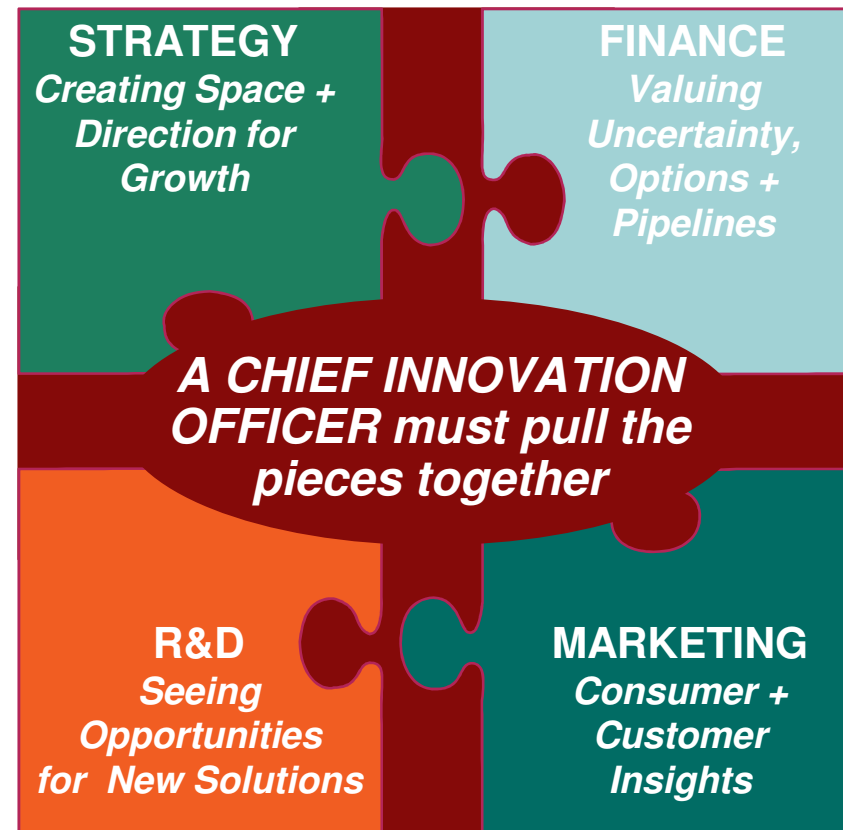 STRATEGY
Creating Space +
Direction for
Growth
FINANCE
Valuing
Uncertainty,
Options +
Pipelines
A CHIEF INNOVATION
OFFICER must pull the
pieces together
R&D
Seeing
Opportunities
for New Solutions
MARKETING
Consumer +
Customer
Insights